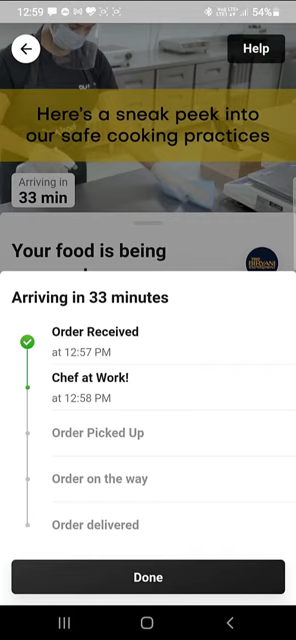 12:59
54%
Help
Here's a sneak peek into
our safe cooking practices
Arriving in
33 min
Your food is being
BIRYANI
Arriving in 33 minutes
Order Received
at 12:57 PM
Chef at Work!
at 12:58 PM
Order Picked Up
Order on the way
Order delivered
Done